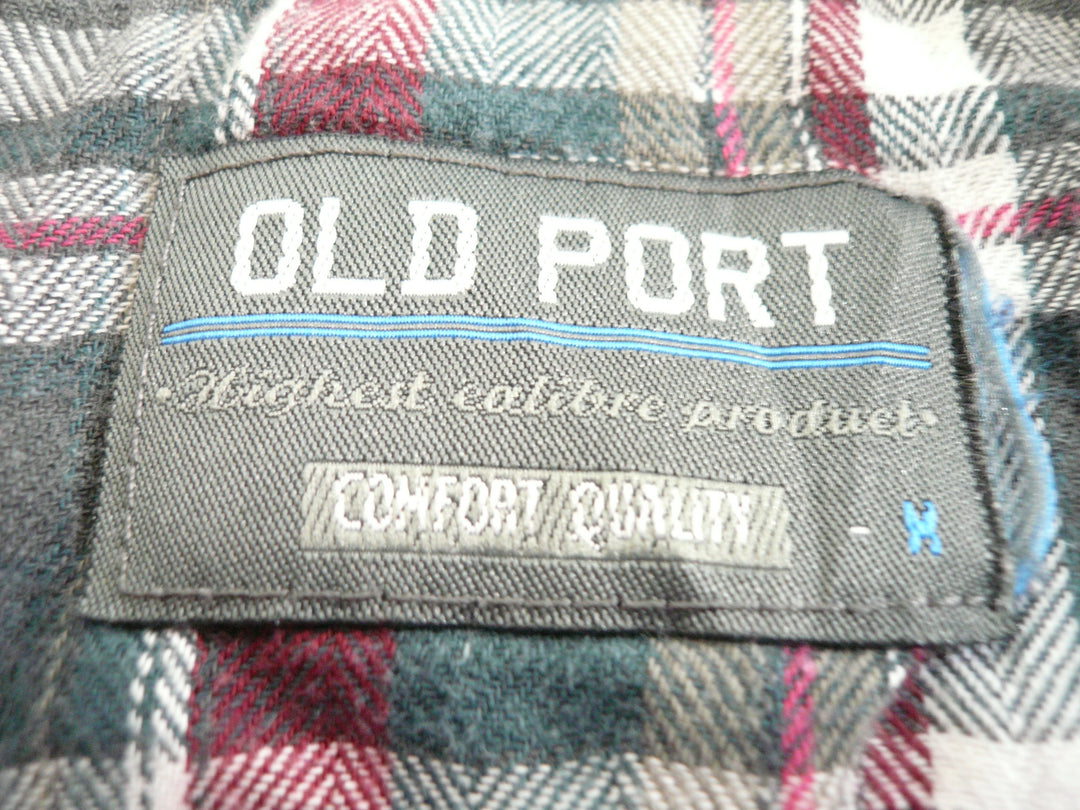 OLD PORT
·Highest calibre product·
COMFORT QUALITY